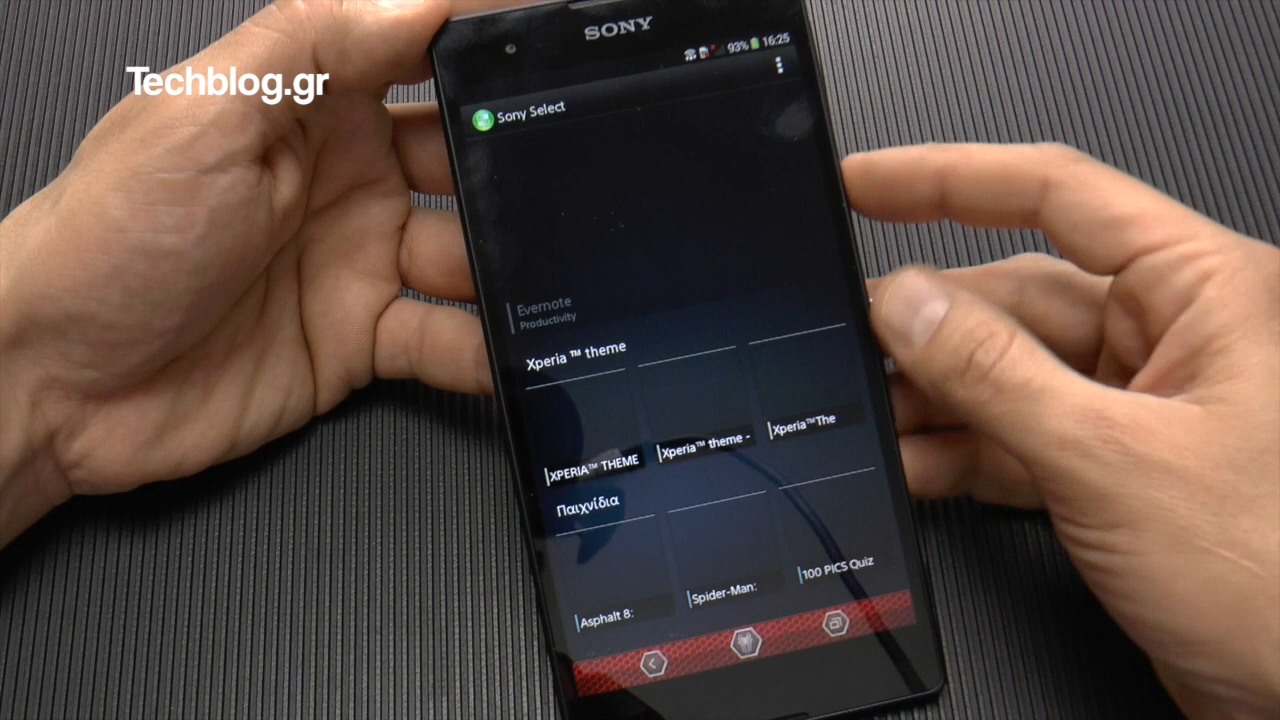 SONY
Techblog.gr
93% 16:25
Sony Select
Evernote
Productivity
Xperia ™ theme
XPERIA™ THEME
Xperia™ theme -
Xperia™The
Παιχνίδια
Asphalt 8:
Spider-Man:
100 PICS Quiz